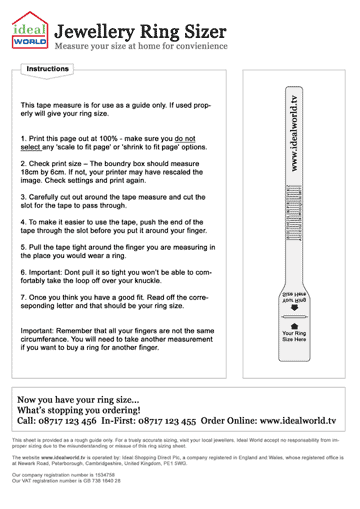 ideal
WORLD
Jewellery Ring Sizer
Measure your size at home for convienience
Instructions
This tape measure is for use as a guide only. If used prop-
erly will give your ring size.
1. Print this page out at 100% - make sure you do not
select any 'scale to fit page' or 'shrink to fit page' options.
2. Check print size – The boundry box should measure
18cm by 6cm. If not, your printer may have rescaled the
image. Check settings and print again.
3. Carefully cut out around the tape measure and cut the
slot for the tape to pass through.
4. To make it easier to use the tape, push the end of the
tape through the slot before you put it around your finger.
5. Pull the tape tight around the finger you are measuring in
the place you would wear a ring.
6. Important: Dont pull it so tight you won't be able to com-
fortably take the loop off over your knuckle.
7. Once you think you have a good fit. Read off the corre-
seponding letter and that should be your ring size.
Important: Remember that all your fingers are not the same
circumferance. You will need to take another measurement
if you want to buy a ring for another finger.
www.idealworld.tv
Your Ring
Size Here
Your Ring
Size Here
Now you have your ring size...
What's stopping you ordering!
Call: 08717 123 456 In-First: 08717 123 455 Order Online: www.idealworld.tv
This sheet is provided as a rough guide only. For a truely accurate sizing, visit your local jewellers. Ideal World accept no responsability from im-
proper sizing due to the misunderstanding or misuse of this ring sizing sheet.
The website www.idealworld.tv is operated by: Ideal Shopping Direct Plc, a company registered in England and Wales, whose registered office is
at Newark Road, Peterborough, Cambridgeshire, United Kingdom, PE1 5WG.
Our company registration number is 1534758
Our VAT registration number is GB 738 1640 28